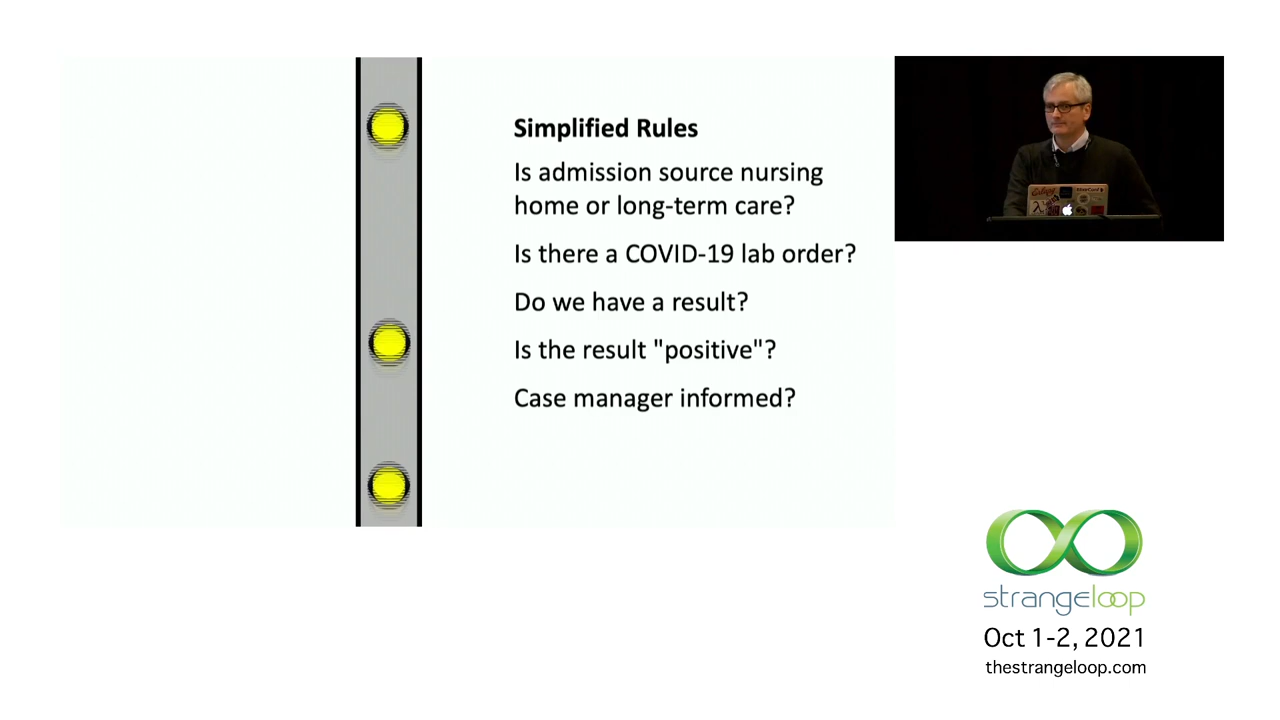 Simplified Rules
Is admission source nursing
home or long-term care?
Is there a COVID-19 lab order?
Do we have a result?
Is the result "positive"?
Case manager informed?
strangeloop
Oct 1-2, 2021
thestrangeloop.com